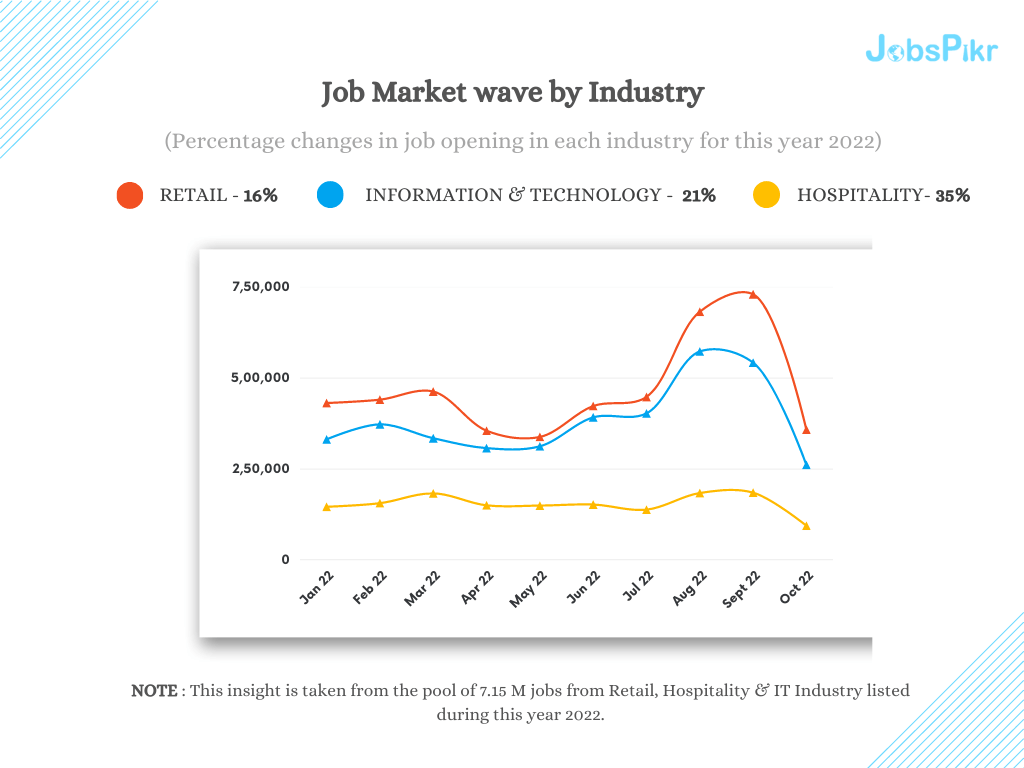 JobsPikr
Job Market wave by Industry
(Percentage changes in job opening in each industry for this year 2022)
RETAIL - 16% INFORMATION & TECHNOLOGY - 21% HOSPITALITY- 35%
7,50,000
5,00,000
2,50,000
0
Jan 22 Feb 22 Mar 22 Apr 22 May 22 Jun 22 Jul 22 Aug 22 Sept 22 Oct 22
NOTE : This insight is taken from the pool of 7.15 M jobs from Retail, Hospitality & IT Industry listed
during this year 2022.